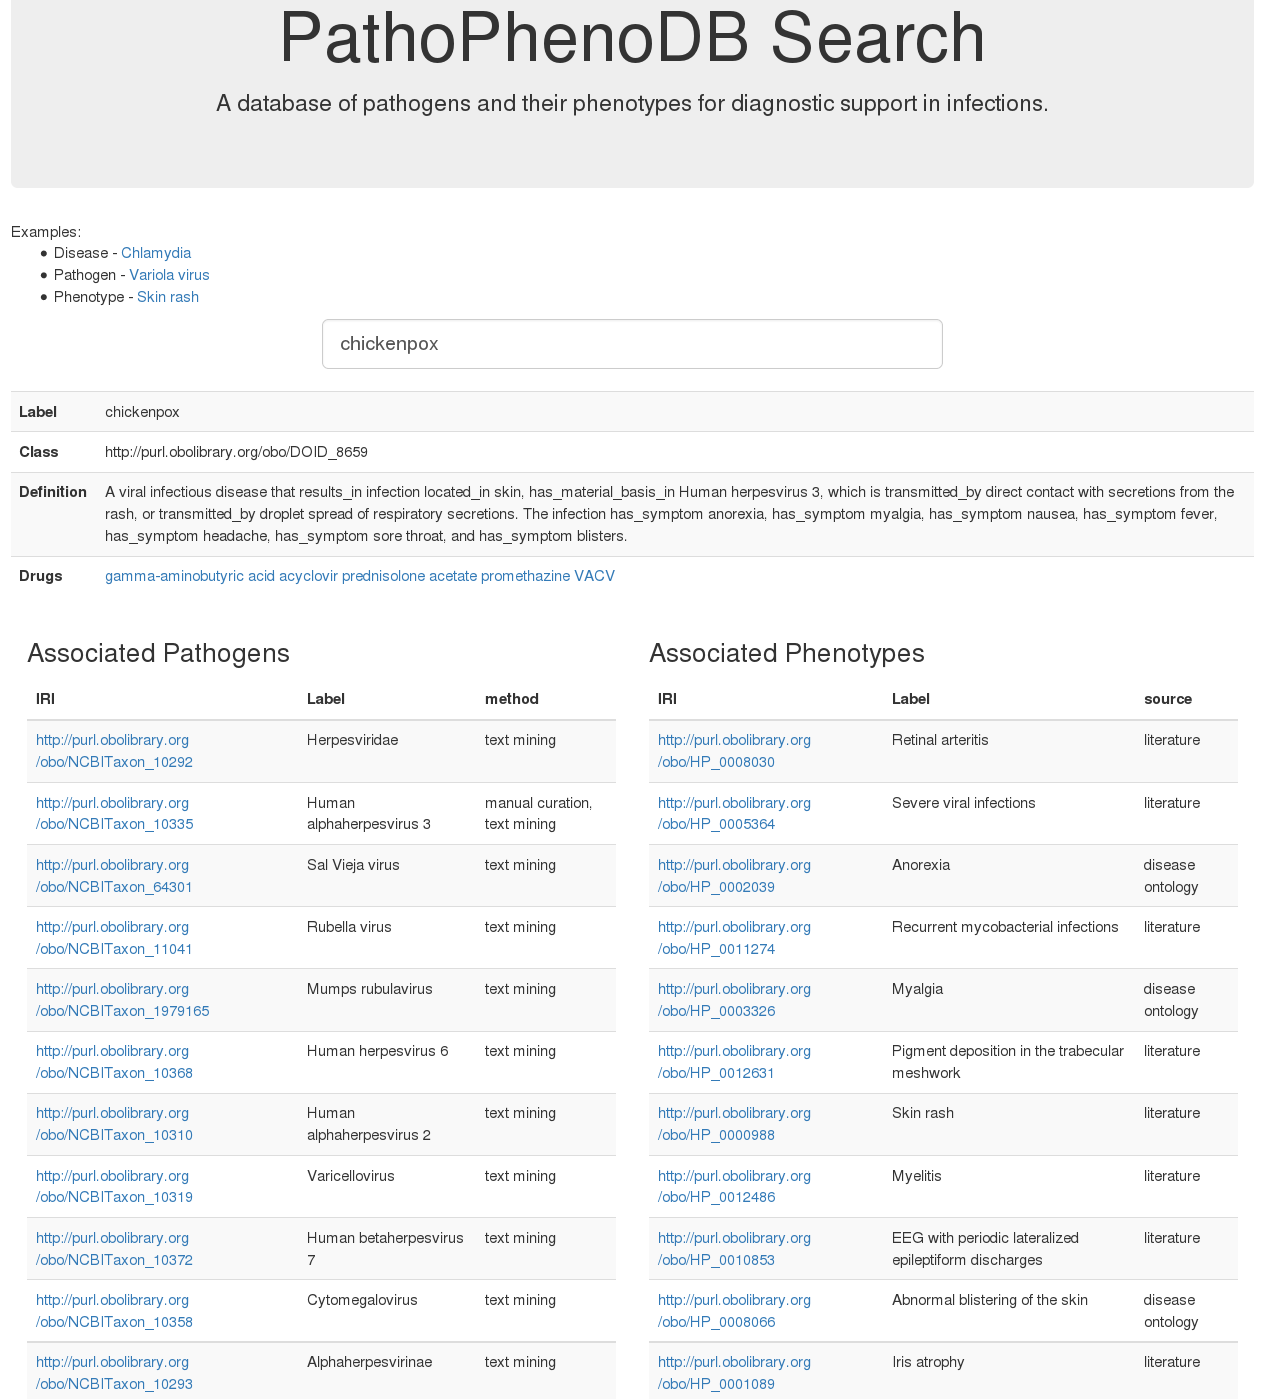 PathoPhenoDB Search
A database of pathogens and their phenotypes for diagnostic support in infections.
Examples:
• Disease - Chlamydia
• Pathogen - Variola virus
• Phenotype - Skin rash
chickenpox
Label chickenpox
Class http://purl.obolibrary.org/obo/DOID_8659
Definition A viral infectious disease that results_in infection located_in skin, has_material_basis_in Human herpesvirus 3, which is transmitted_by direct contact with secretions from the
rash, or transmitted_by droplet spread of respiratory secretions. The infection has_symptom anorexia, has_symptom myalgia, has_symptom nausea, has_symptom fever,
has_symptom headache, has_symptom sore throat, and has_symptom blisters.
Drugs gamma-aminobutyric acid acyclovir prednisolone acetate promethazine VACV
Associated Pathogens
IRI Label method
http://purl.obolibrary.org Herpesviridae text mining
/obo/NCBITaxon_10292
http://purl.obolibrary.org Human manual curation,
/obo/NCBITaxon_10335 alphaherpesvirus 3 text mining
http://purl.obolibrary.org Sal Vieja virus text mining
/obo/NCBITaxon_64301
http://purl.obolibrary.org Rubella virus text mining
/obo/NCBITaxon_11041
http://purl.obolibrary.org Mumps rubulavirus text mining
/obo/NCBITaxon_1979165
http://purl.obolibrary.org Human herpesvirus 6 text mining
/obo/NCBITaxon_10368
http://purl.obolibrary.org Human text mining
/obo/NCBITaxon_10310 alphaherpesvirus 2
http://purl.obolibrary.org Varicellovirus text mining
/obo/NCBITaxon_10319
http://purl.obolibrary.org Human betaherpesvirus text mining
/obo/NCBITaxon_10372 7
http://purl.obolibrary.org Cytomegalovirus text mining
/obo/NCBITaxon_10358
http://purl.obolibrary.org Alphaherpesvirinae text mining
/obo/NCBITaxon_10293
Associated Phenotypes
IRI Label source
http://purl.obolibrary.org Retinal arteritis literature
/obo/HP_0008030
http://purl.obolibrary.org Severe viral infections literature
/obo/HP_0005364
http://purl.obolibrary.org Anorexia disease
/obo/HP_0002039 ontology
http://purl.obolibrary.org Recurrent mycobacterial infections literature
/obo/HP_0011274
http://purl.obolibrary.org Myalgia disease
/obo/HP_0003326 ontology
http://purl.obolibrary.org Pigment deposition in the trabecular literature
/obo/HP_0012631 meshwork
http://purl.obolibrary.org Skin rash literature
/obo/HP_0000988
http://purl.obolibrary.org Myelitis literature
/obo/HP_0012486
http://purl.obolibrary.org EEG with periodic lateralized literature
/obo/HP_0010853 epileptiform discharges
http://purl.obolibrary.org Abnormal blistering of the skin disease
/obo/HP_0008066 ontology
http://purl.obolibrary.org Iris atrophy literature
/obo/HP_0001089